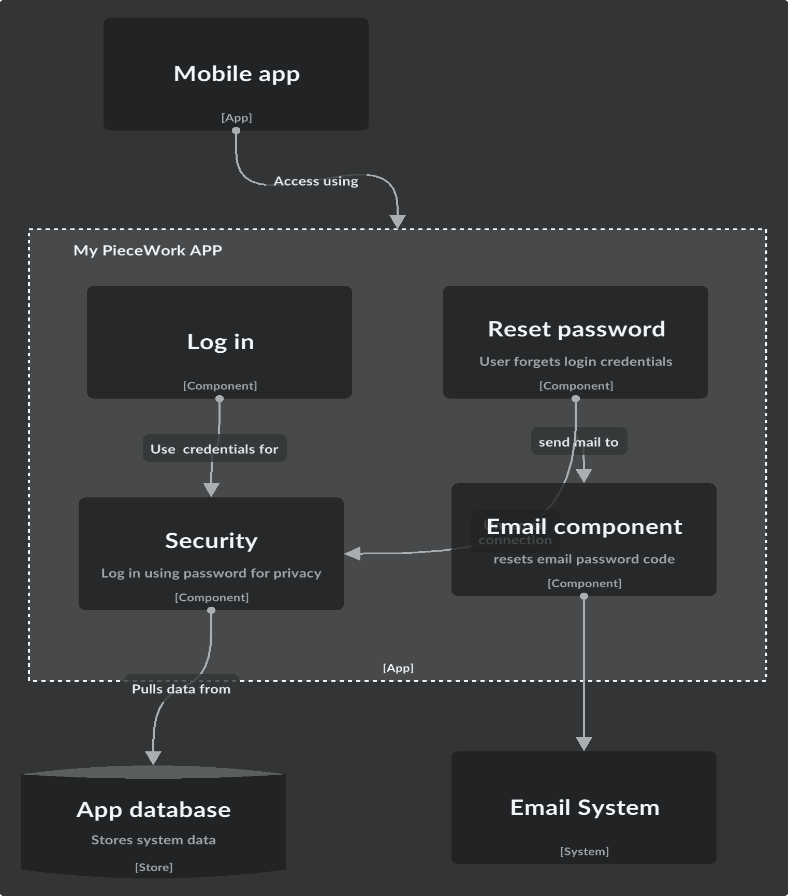 Mobile app
[App]
Access using
My PieceWork APP
Log in
[Component]
Reset password
User forgets login credentials
[Component]
Use credentials for
send mail to
Security
Log in using password for privacy
[Component]
Email component
connection
resets email password code
[Component]
[App]
Pulls data from
App database
Stores system data
[Store]
Email System
[System]